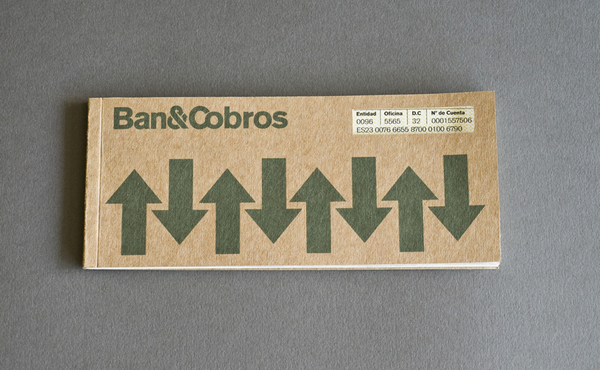 Ban&Cobros
Entidad Oficina D.C Nº de Cuenta
0096 5565 32 0001557506
ES23 0076 6655 8700 0100 6790